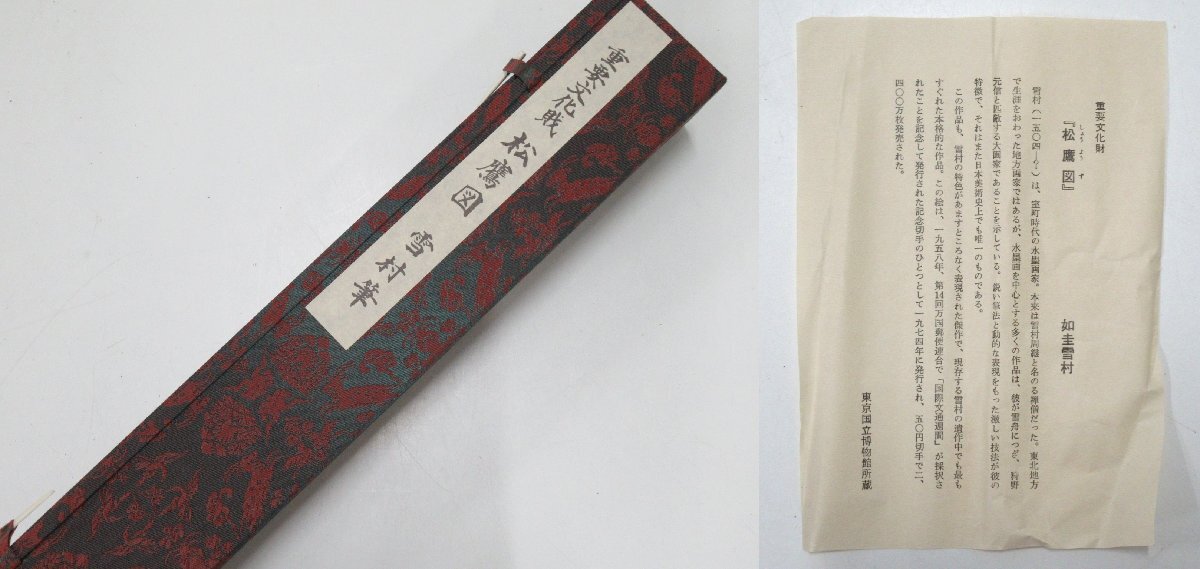 重要文化財 松鷹図 雪村筆
重要文化財
『松鷹図』 如圭雪村
しょう よう ず
雪村(一五〇四―?)は、室町時代の水墨画家。本来は雪村周継と名のる禅僧だった。東北地方
で生涯をおわった地方画家ではあるが、水墨画を中心とする多くの作品は、彼が雪舟につぎ、狩野
元信と匹敵する大画家であることを示している。鋭い筆法と動的な表現をもった激しい技法が彼の
特徴で、それはまた日本美術史上でも唯一のものである。
この作品も、雪村の特色があますところなく表現された傑作で、現存する雪村の遺作中でも最も
すぐれた本格的な作品。この絵は、一九五八年、第14回万国郵便連合で「国際文通週間」が採択さ
れたことを記念して発行された記念切手のひとつとして一九七四年に発行され、五〇円切手で二、
四〇〇万枚発売された。
東京国立博物館所蔵